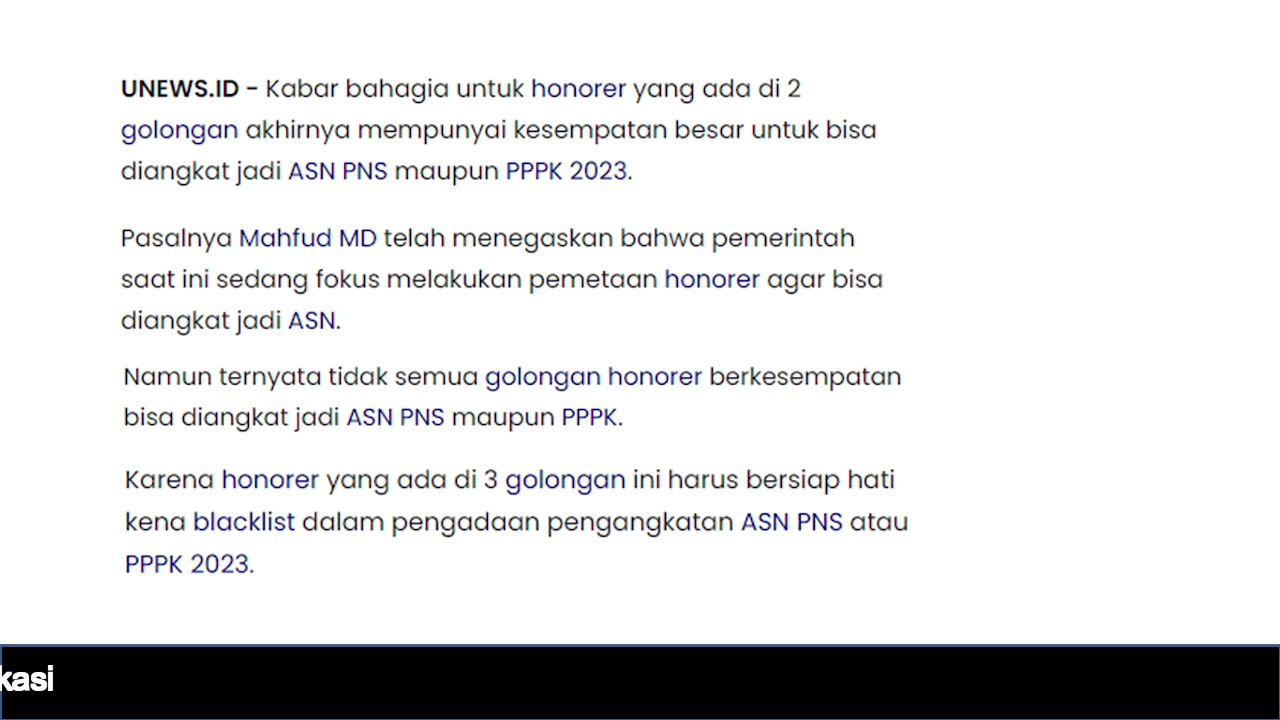 UNEWS.ID - Kabar bahagia untuk honorer yang ada di 2
golongan akhirnya mempunyai kesempatan besar untuk bisa
diangkat jadi ASN PNS maupun PPPK 2023.
Pasalnya Mahfud MD telah menegaskan bahwa pemerintah
saat ini sedang fokus melakukan pemetaan honorer agar bisa
diangkat jadi ASN.
Namun ternyata tidak semua golongan honorer berkesempatan
bisa diangkat jadi ASN PNS maupun PPPK.
Karena honorer yang ada di 3 golongan ini harus bersiap hati
kena blacklist dalam pengadaan pengangkatan ASN PNS atau
PPPK 2023.
kasi